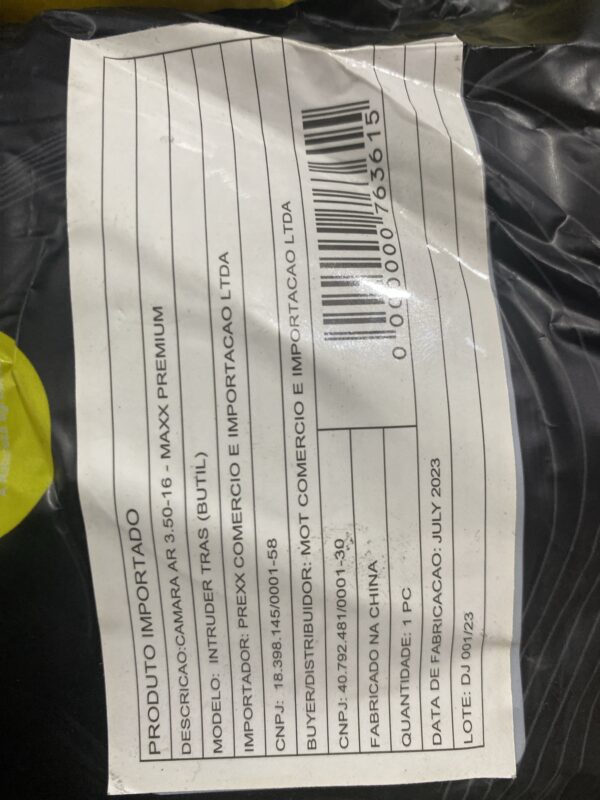 PRODUTO IMPORTADO
DESCRICAO:CAMARA AR 3.50-16 - MAXX PREMIUM
MODELO: INTRUDER TRAS (BUTIL)
IMPORTADOR: PREXX COMERCIO E IMPORTACAO LTDA
CNPJ: 18.398.145/0001-58
BUYER/DISTRIBUIDOR: MOT COMERCIO E IMPORTACAO LTDA
CNPJ: 40.792.481/0001-30
FABRICADO NA CHINA
QUANTIDADE: 1 PC
DATA DE FABRICACAO: JULY 2023
LOTE: DJ 001/23
0 000000 763615